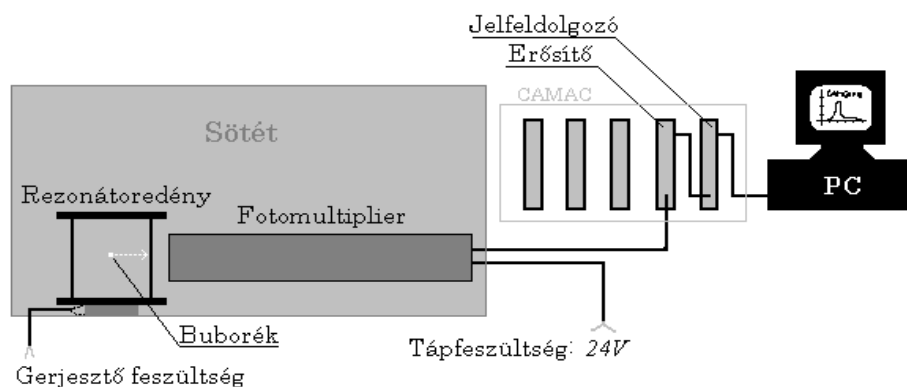 Jelfeldolgozó
Erősítő
CAMAC
Sötét
Rezonátoredény
Fotomultiplier
PC
Buborék
Tápfeszültség: 24V
Gerjesztő feszültség